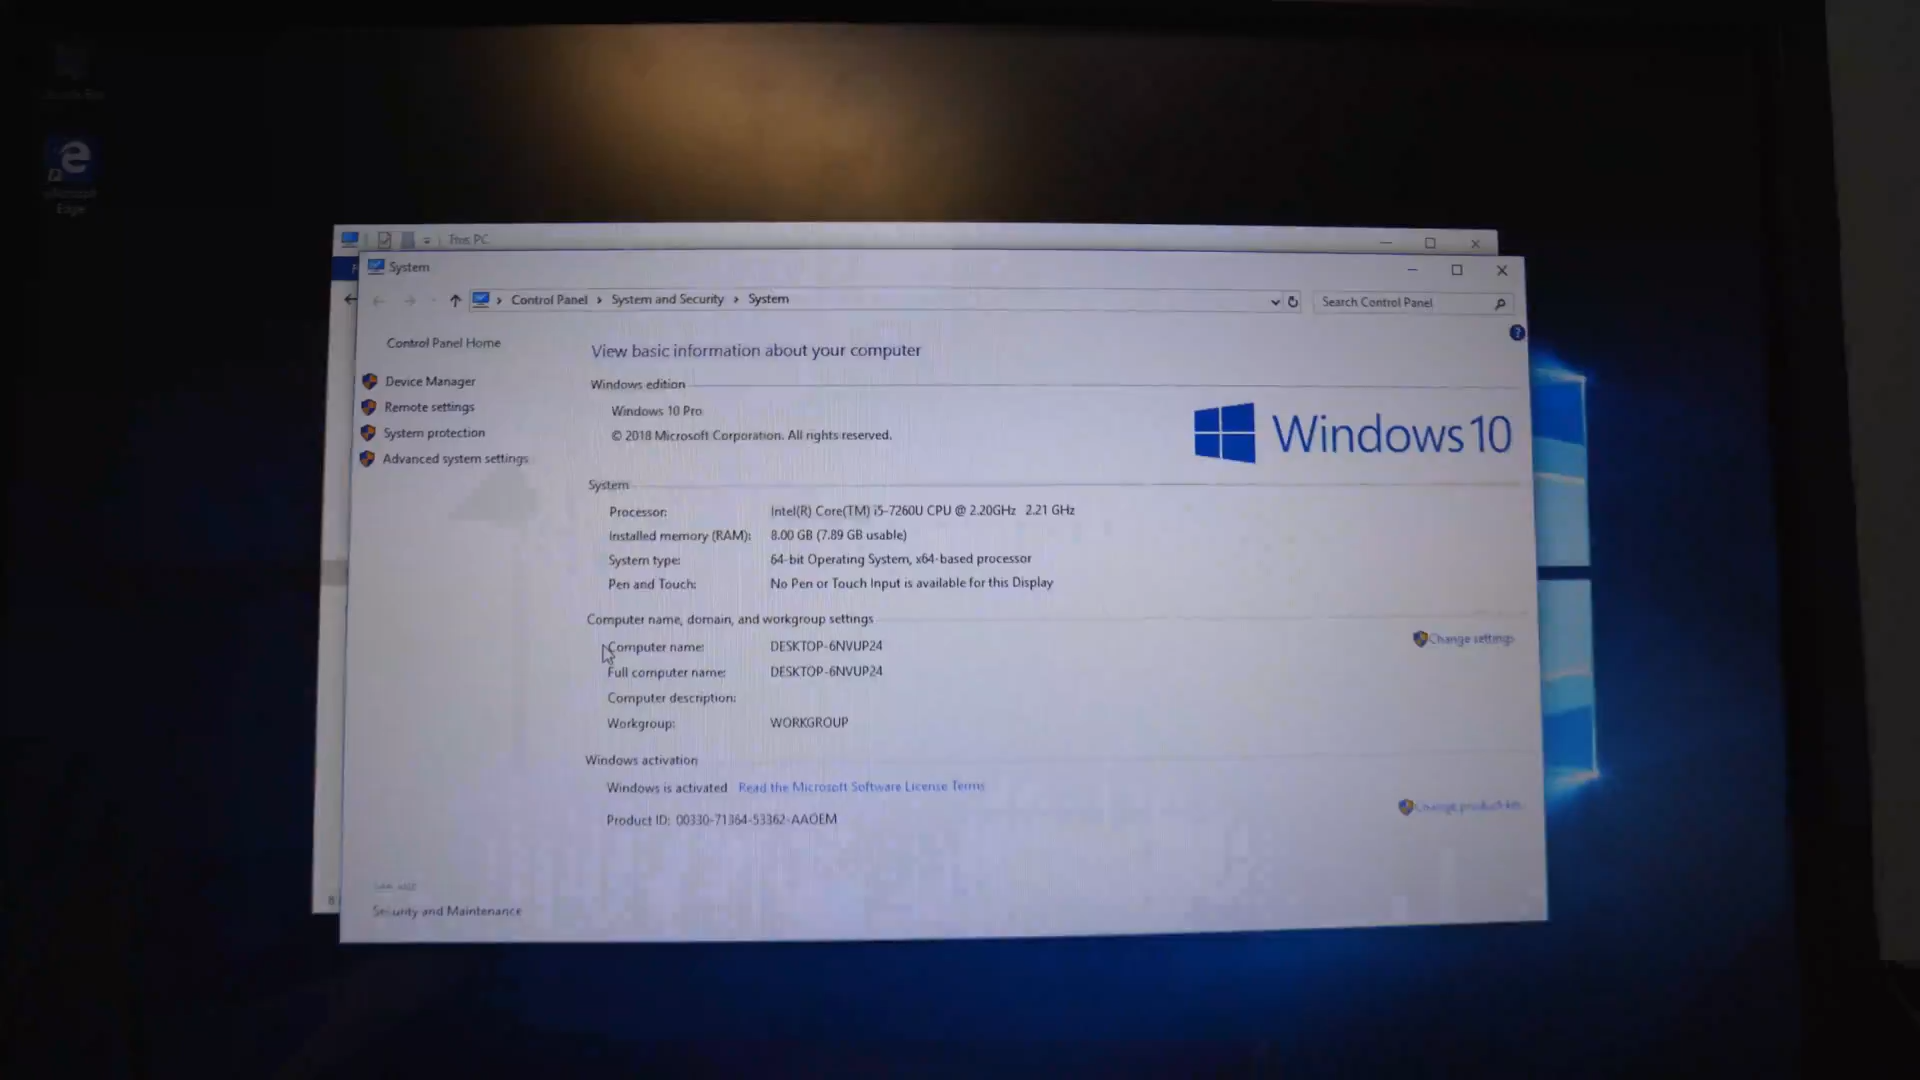 Edge
This PC
System
Control Panel > System and Security > System
Search Control Panel
Control Panel Home
Device Manager
Remote settings
System protection
Advanced system settings
View basic information about your computer
Windows edition
Windows 10 Pro
© 2018 Microsoft Corporation. All rights reserved.
Windows 10
System
Processor: Intel(R) Core(TM) i5-7260U CPU @ 2.20GHz 2.21 GHz
Installed memory (RAM): 8.00 GB (7.89 GB usable)
System type: 64-bit Operating System, x64-based processor
Pen and Touch: No Pen or Touch Input is available for this Display
Computer name, domain, and workgroup settings
Computer name: DESKTOP-6NVUP24
Change settings
Full computer name: DESKTOP-6NVUP24
Computer description:
Workgroup: WORKGROUP
Windows activation
Windows is activated Read the Microsoft Software License Terms
Change product key
Product ID: 00330-71364-53362-AAOEM
Security and Maintenance